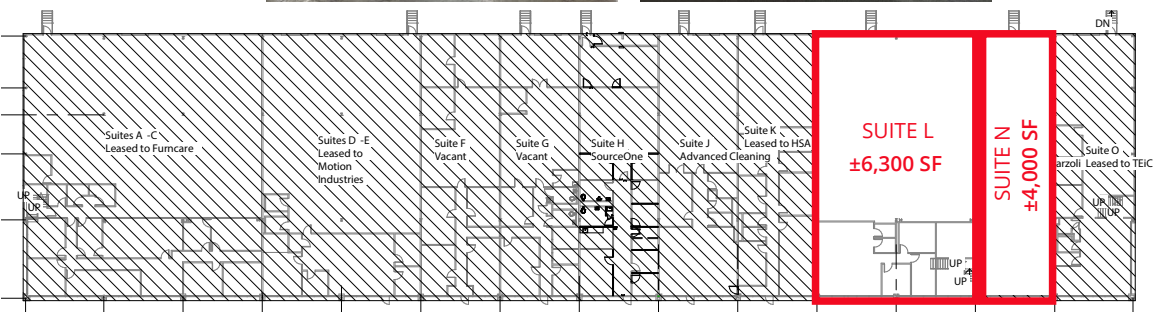 DN
Suites A -C
Leased to Furncare
Suites D -E
Leased to
Motion
Industries
Suite F
Vacant
Suite G
Vacant
Suite H
SourceOne
Suite J
Advanced Cleaning
Suite K
Leased to HSA
SUITE L
±6,300 SF
SUITE N
±4,000 SF
arzoli
Suite O
Leased to TEiC
UP
UP
UP
UP
UP
UP